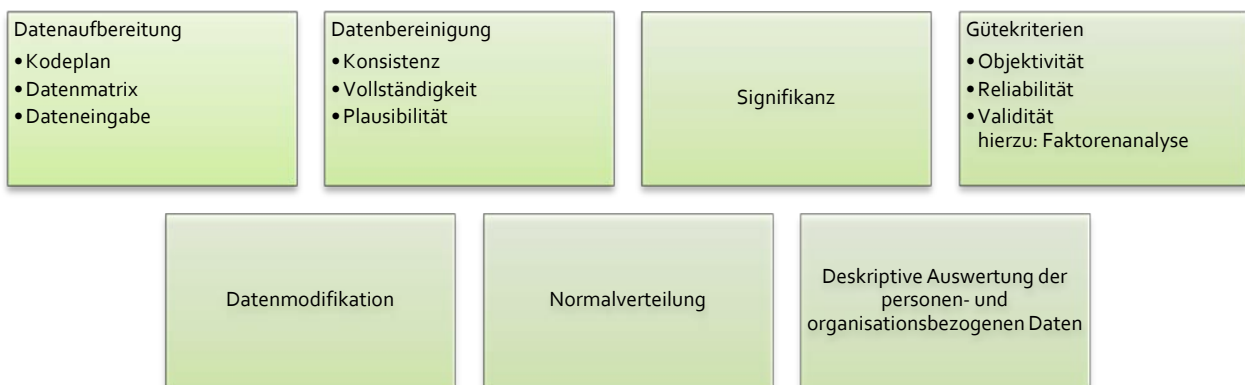 Datenaufbereitung
•Kodeplan
•Datenmatrix
•Dateneingabe
Datenbereinigung
•Konsistenz
•Vollständigkeit
•Plausibilität
Signifikanz
Gütekriterien
•Objektivität
•Reliabilität
•Validität
hierzu: Faktorenanalyse
Datenmodifikation
Normalverteilung
Deskriptive Auswertung der
personen- und
organisationsbezogenen Daten